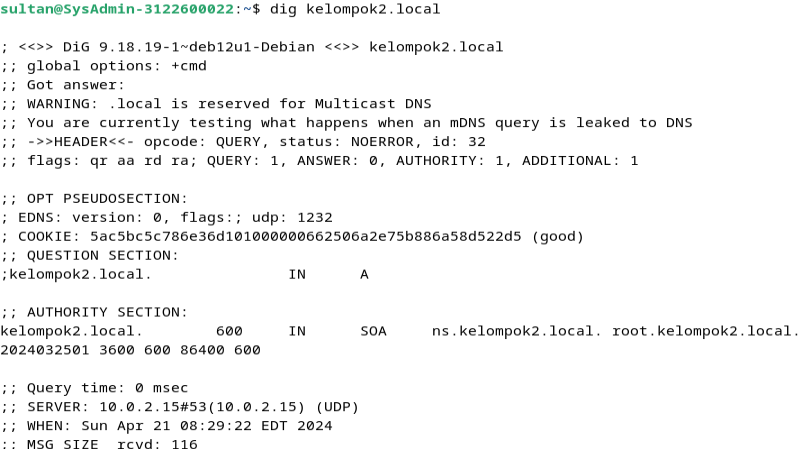 sultan@SysAdmin-3122600022:~$ dig kelompok2.local
; <<>> DiG 9.18.19-1~deb12u1-Debian <<>> kelompok2.local
;; global options: +cmd
;; Got answer:
;; WARNING: .local is reserved for Multicast DNS
;; You are currently testing what happens when an mDNS query is leaked to DNS
;; ->>HEADER<<- opcode: QUERY, status: NOERROR, id: 32
;; flags: qr aa rd ra; QUERY: 1, ANSWER: 0, AUTHORITY: 1, ADDITIONAL: 1
;; OPT PSEUDOSECTION:
; EDNS: version: 0, flags:; udp: 1232
; COOKIE: 5ac5bc5c786e36d101000000662506a2e75b886a58d522d5 (good)
;; QUESTION SECTION:
;kelompok2.local. IN A
;; AUTHORITY SECTION:
kelompok2.local. 600 IN SOA ns.kelompok2.local. root.kelompok2.local.
2024032501 3600 600 86400 600
;; Query time: 0 msec
;; SERVER: 10.0.2.15#53(10.0.2.15) (UDP)
;; WHEN: Sun Apr 21 08:29:22 EDT 2024
;; MSG SIZE rcvd: 116